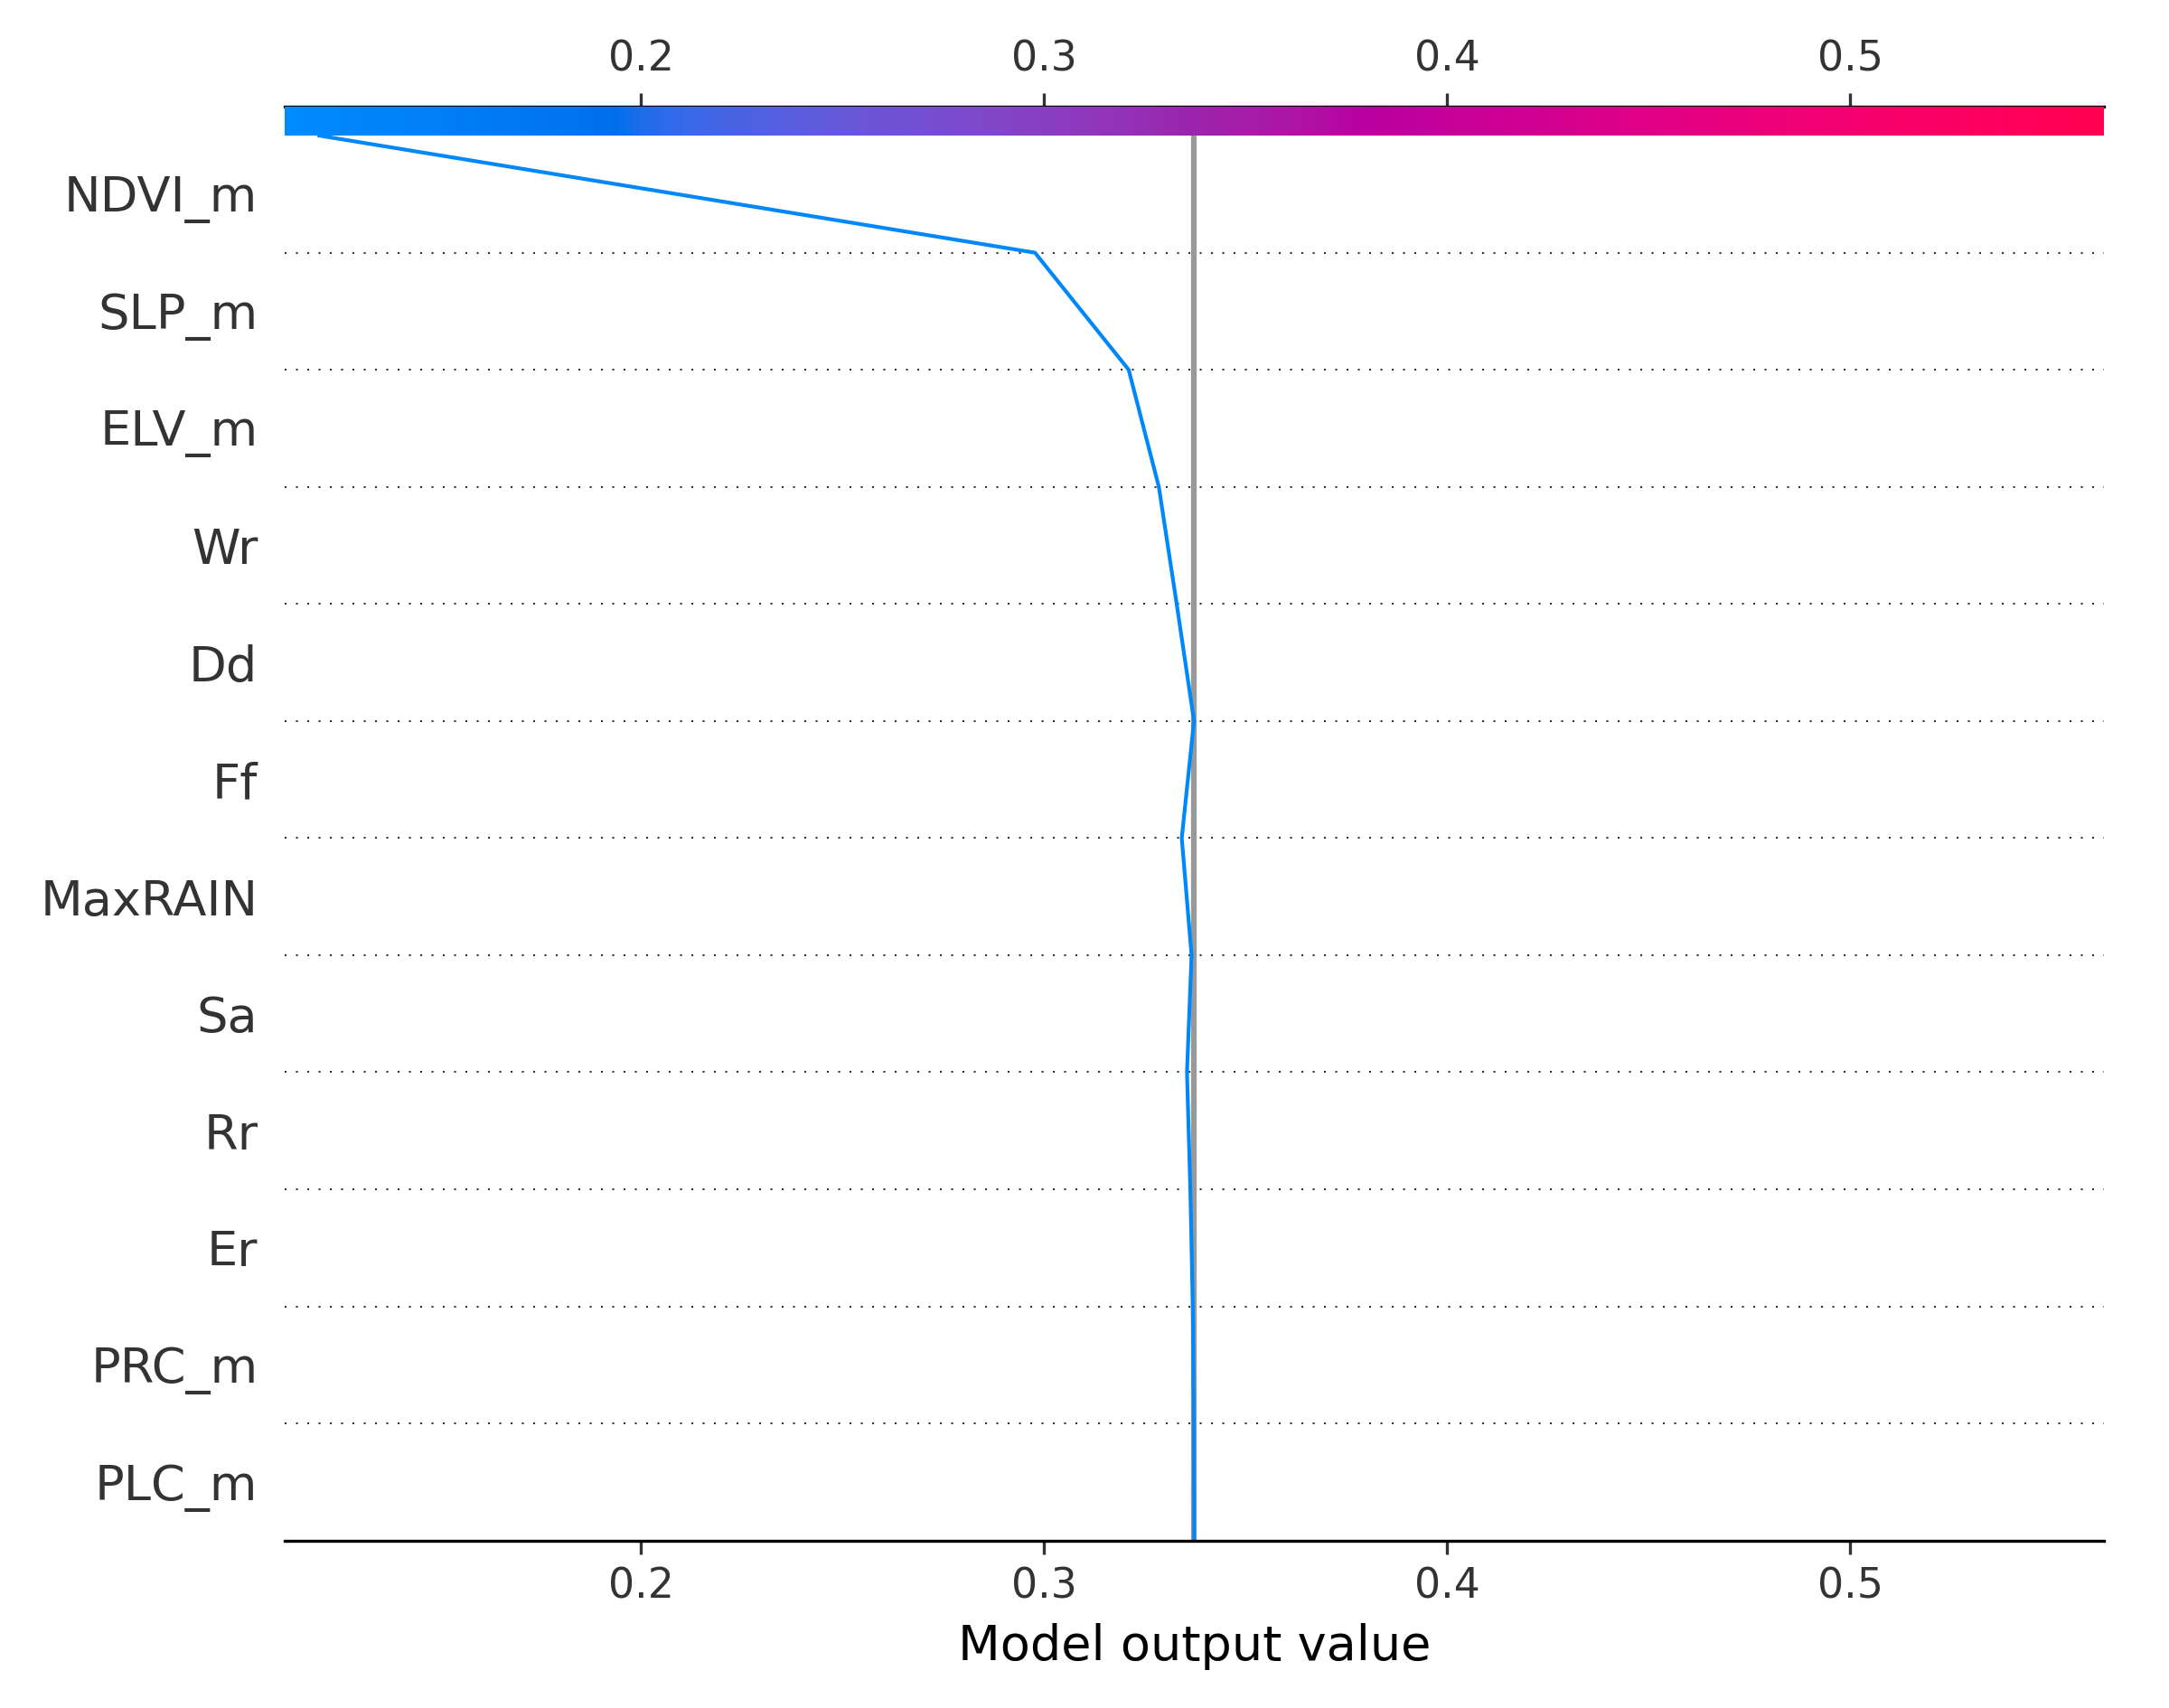 0.2 0.3 0.4 0.5
NDVI_m
SLP_m
ELV_m
Wr
Dd
Ff
MaxRAIN
Sa
Rr
Er
PRC_m
PLC_m
0.2 0.3 0.4 0.5
Model output value